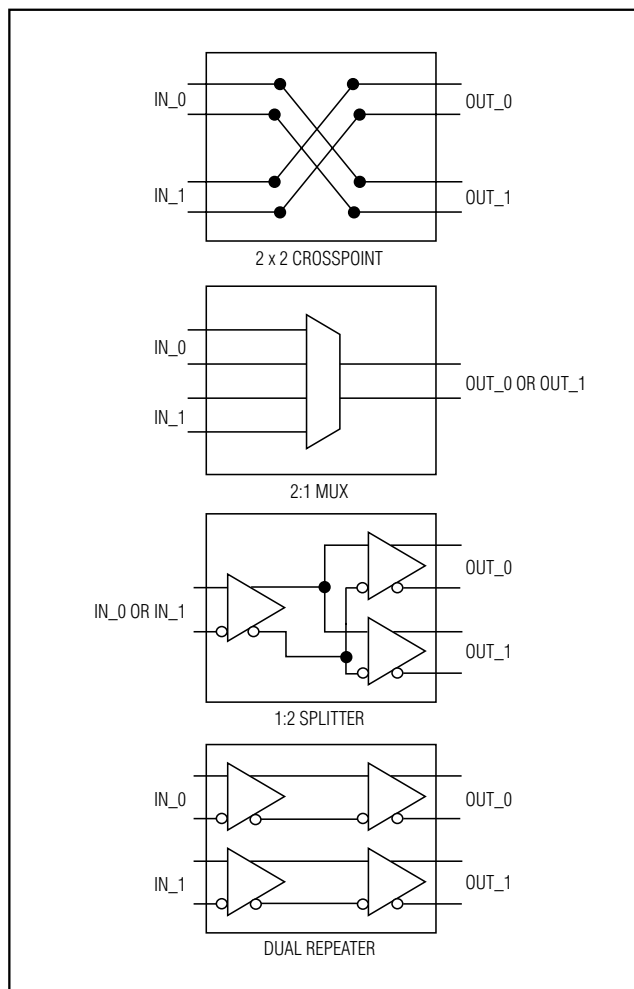 IN_0
OUT_0
IN_1
OUT_1
2 x 2 CROSSPOINT
IN_0
OUT_0 OR OUT_1
IN_1
2:1 MUX
OUT_0
IN_0 OR IN_1
OUT_1
1:2 SPLITTER
IN_0
OUT_0
IN_1
OUT_1
DUAL REPEATER